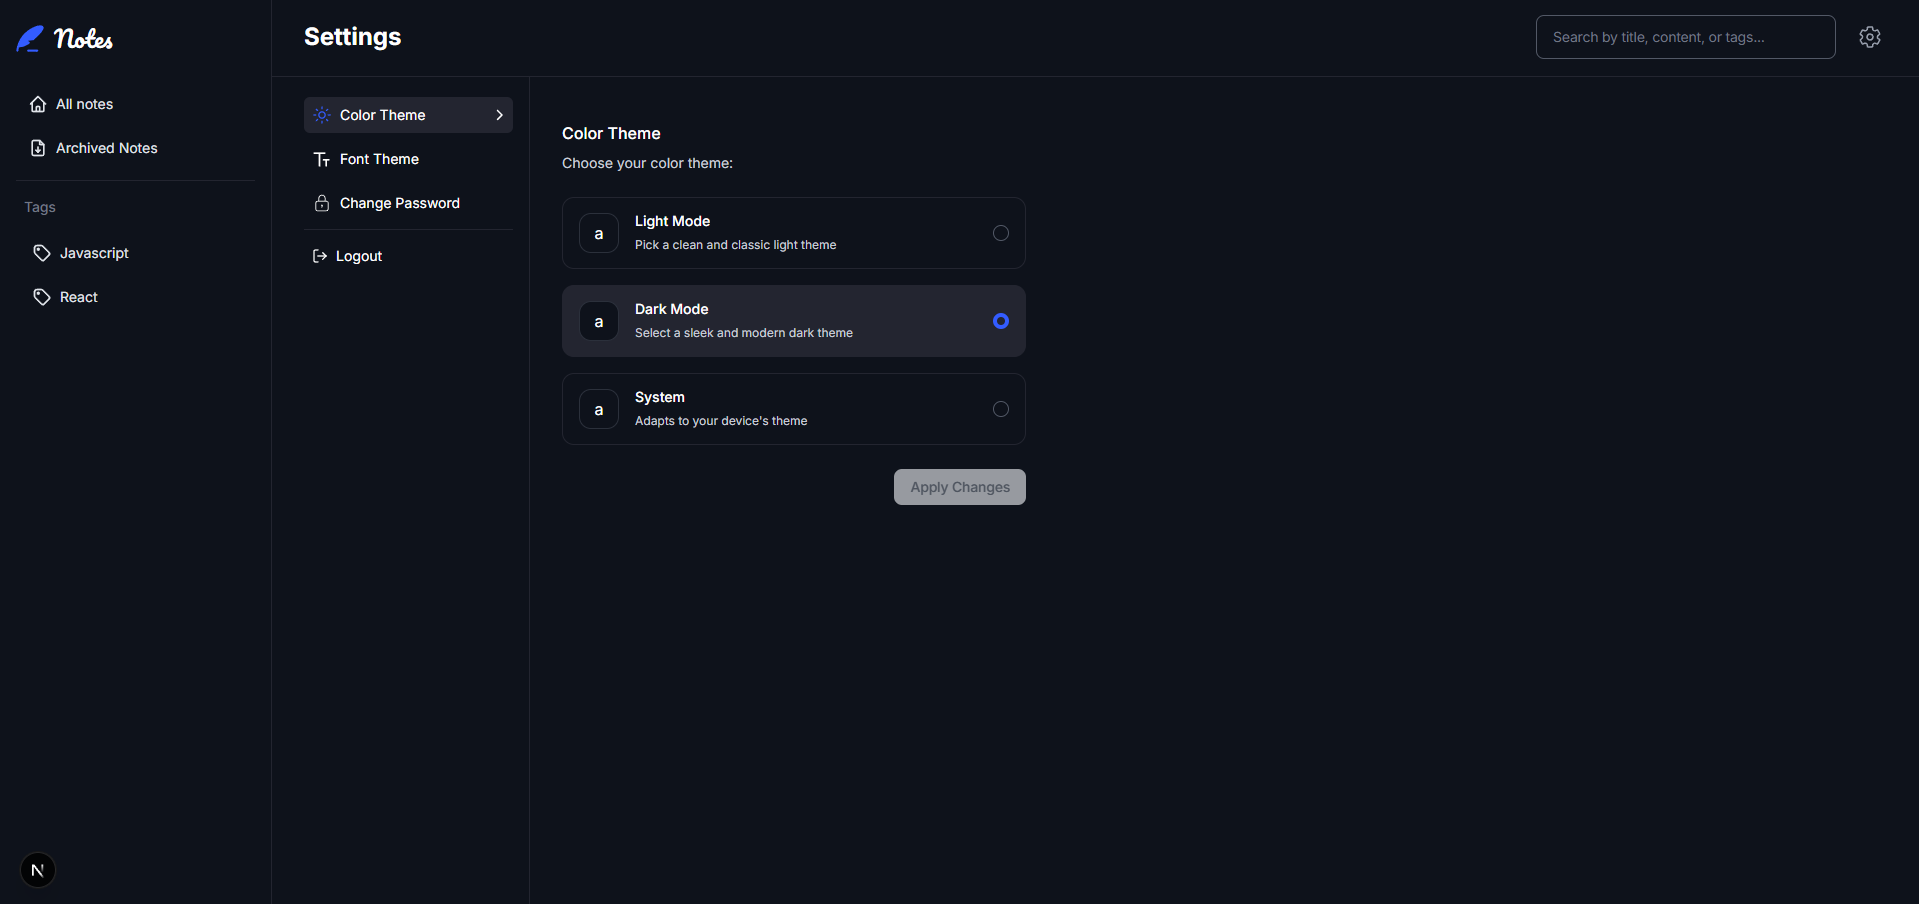 Notes
All notes
Archived Notes
Tags
Javascript
React
N
Settings
Search by title, content, or tags...
Color Theme
Font Theme
Change Password
Logout
Color Theme
Choose your color theme:
a
Light Mode
Pick a clean and classic light theme
a
Dark Mode
Select a sleek and modern dark theme
a
System
Adapts to your device's theme
Apply Changes